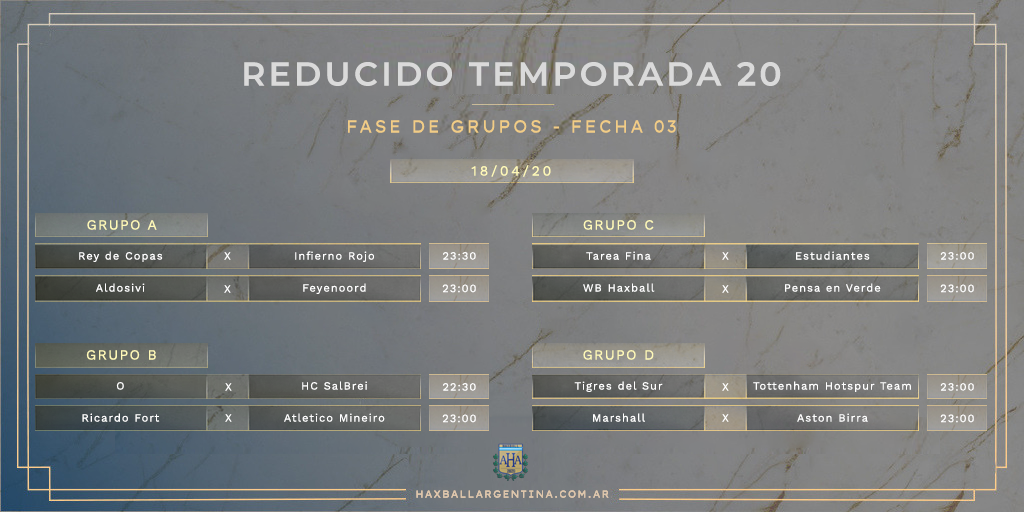 REDUCIDO TEMPORADA 20
FASE DE GRUPOS - FECHA 03
18/04/20
GRUPO A
Rey de Copas X Infierno Rojo 23:30
Aldosivi X Feyenoord 23:00
GRUPO B
O X HC SalBrei 22:30
Ricardo Fort X Atletico Mineiro 23:00
GRUPO C
Tarea Fina X Estudiantes 23:00
WB Haxball X Pensa en Verde 23:00
GRUPO D
Tigres del Sur X Tottenham Hotspur Team 23:00
Marshall X Aston Birra 23:00
AHA
HAXBALLARGENTINA.COM.AR